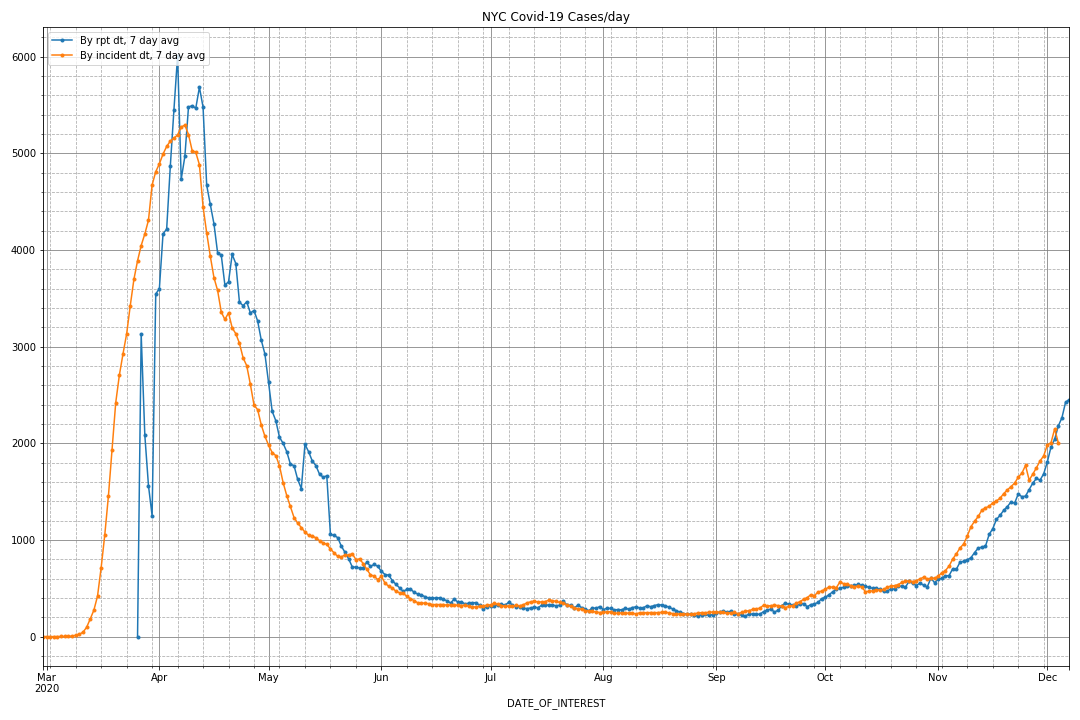 NYC Covid-19 Cases/day
By rpt dt, 7 day avg
By incident dt, 7 day avg
6000
5000
4000
3000
2000
1000
0
Mar Apr May Jun Jul Aug Sep Oct Nov Dec
2020
DATE_OF_INTEREST